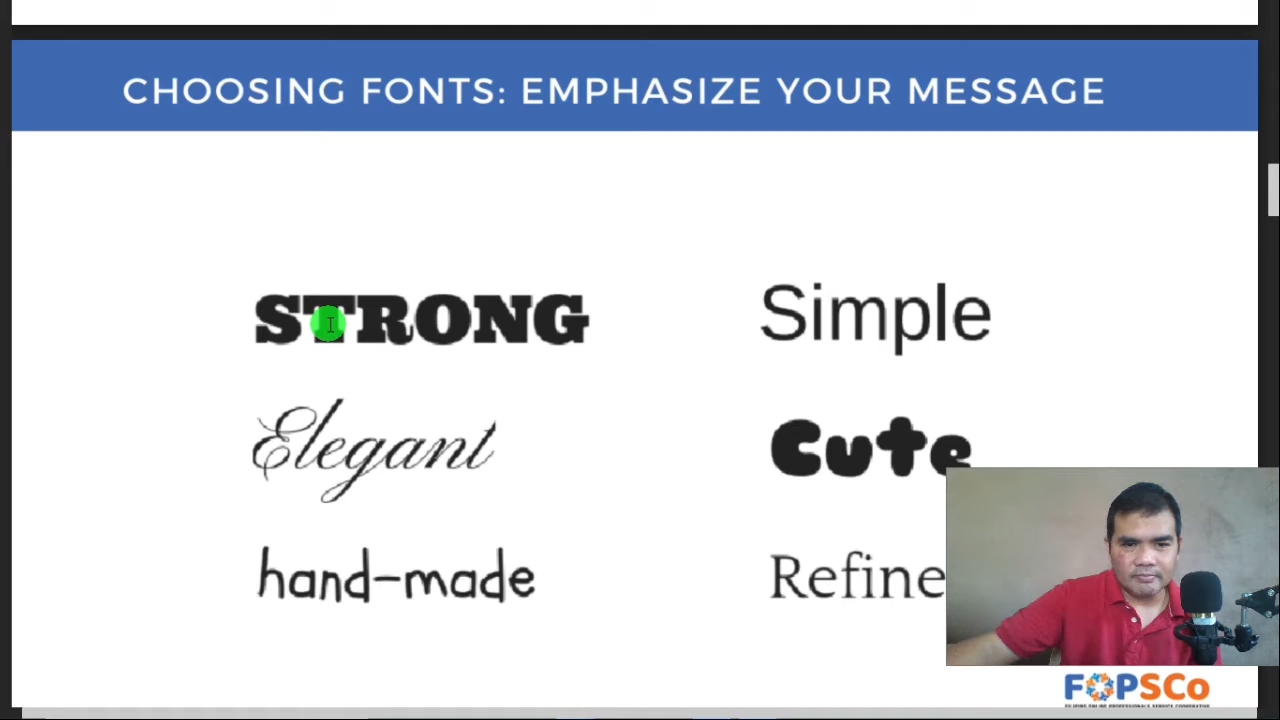 CHOOSING FONTS: EMPHASIZE YOUR MESSAGE
STRONG
Simple
Elegant
Cute
hand-made
Refine
FOPSCo